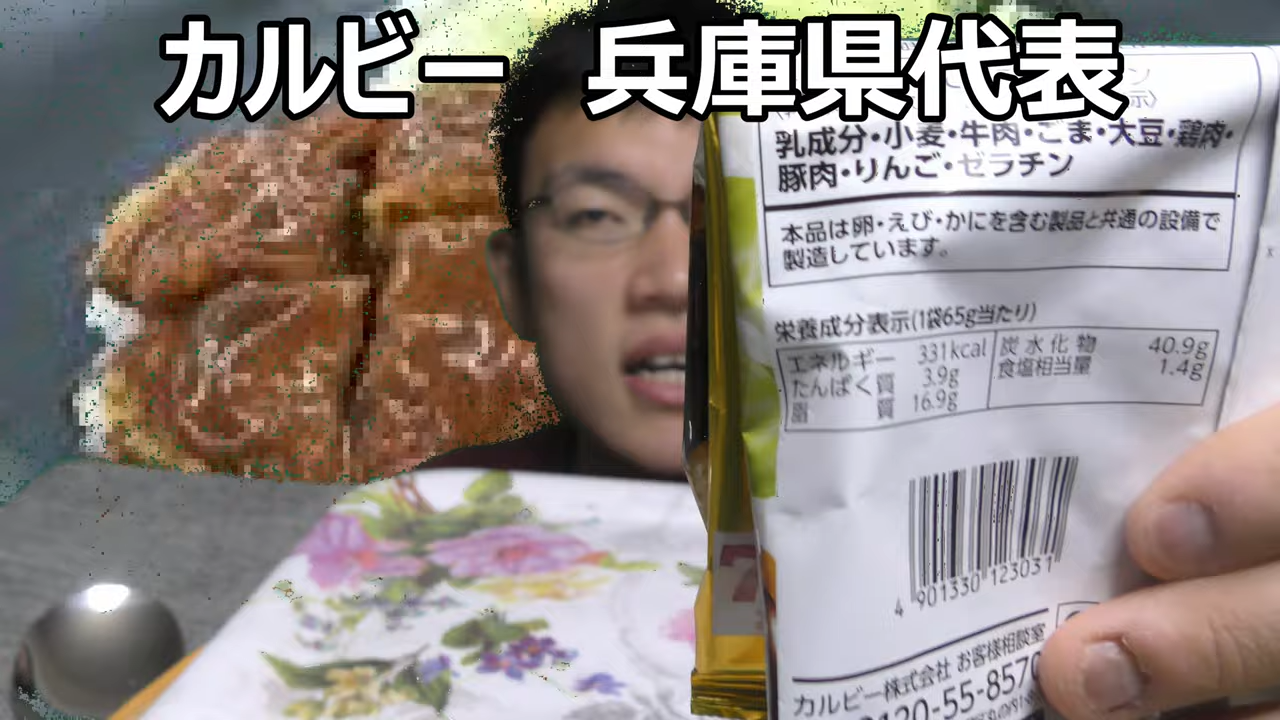 カルビー　兵庫県代表
乳成分・小麦・牛肉・ごま・大豆・鶏肉・
豚肉・りんご・ゼラチン
本品は卵・えび・かにを含む製品と共通の設備で
製造しています。
栄養成分表示(1袋65g当たり)
エネルギー 331kcal 炭水化物 40.9g
たんぱく質 3.9g 食塩相当量 1.4g
脂質 16.9g
4 901330 123031
カルビー株式会社 お客様相談室
0120-55-8570
7